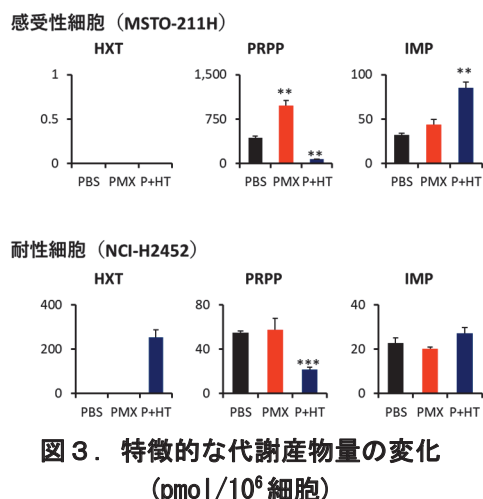 感受性細胞（MSTO-211H）
HXT PRPP IMP
1 1,500 100
**
**
0.5 750 50
**
0 0 0
PBS PMX P+HT PBS PMX P+HT PBS PMX P+HT
耐性細胞（NCI-H2452）
HXT PRPP IMP
400 80 40
200 40 20
***
0 0 0
PBS PMX P+HT PBS PMX P+HT PBS PMX P+HT
図３．特徴的な代謝産物量の変化
(pmol/10⁶細胞)